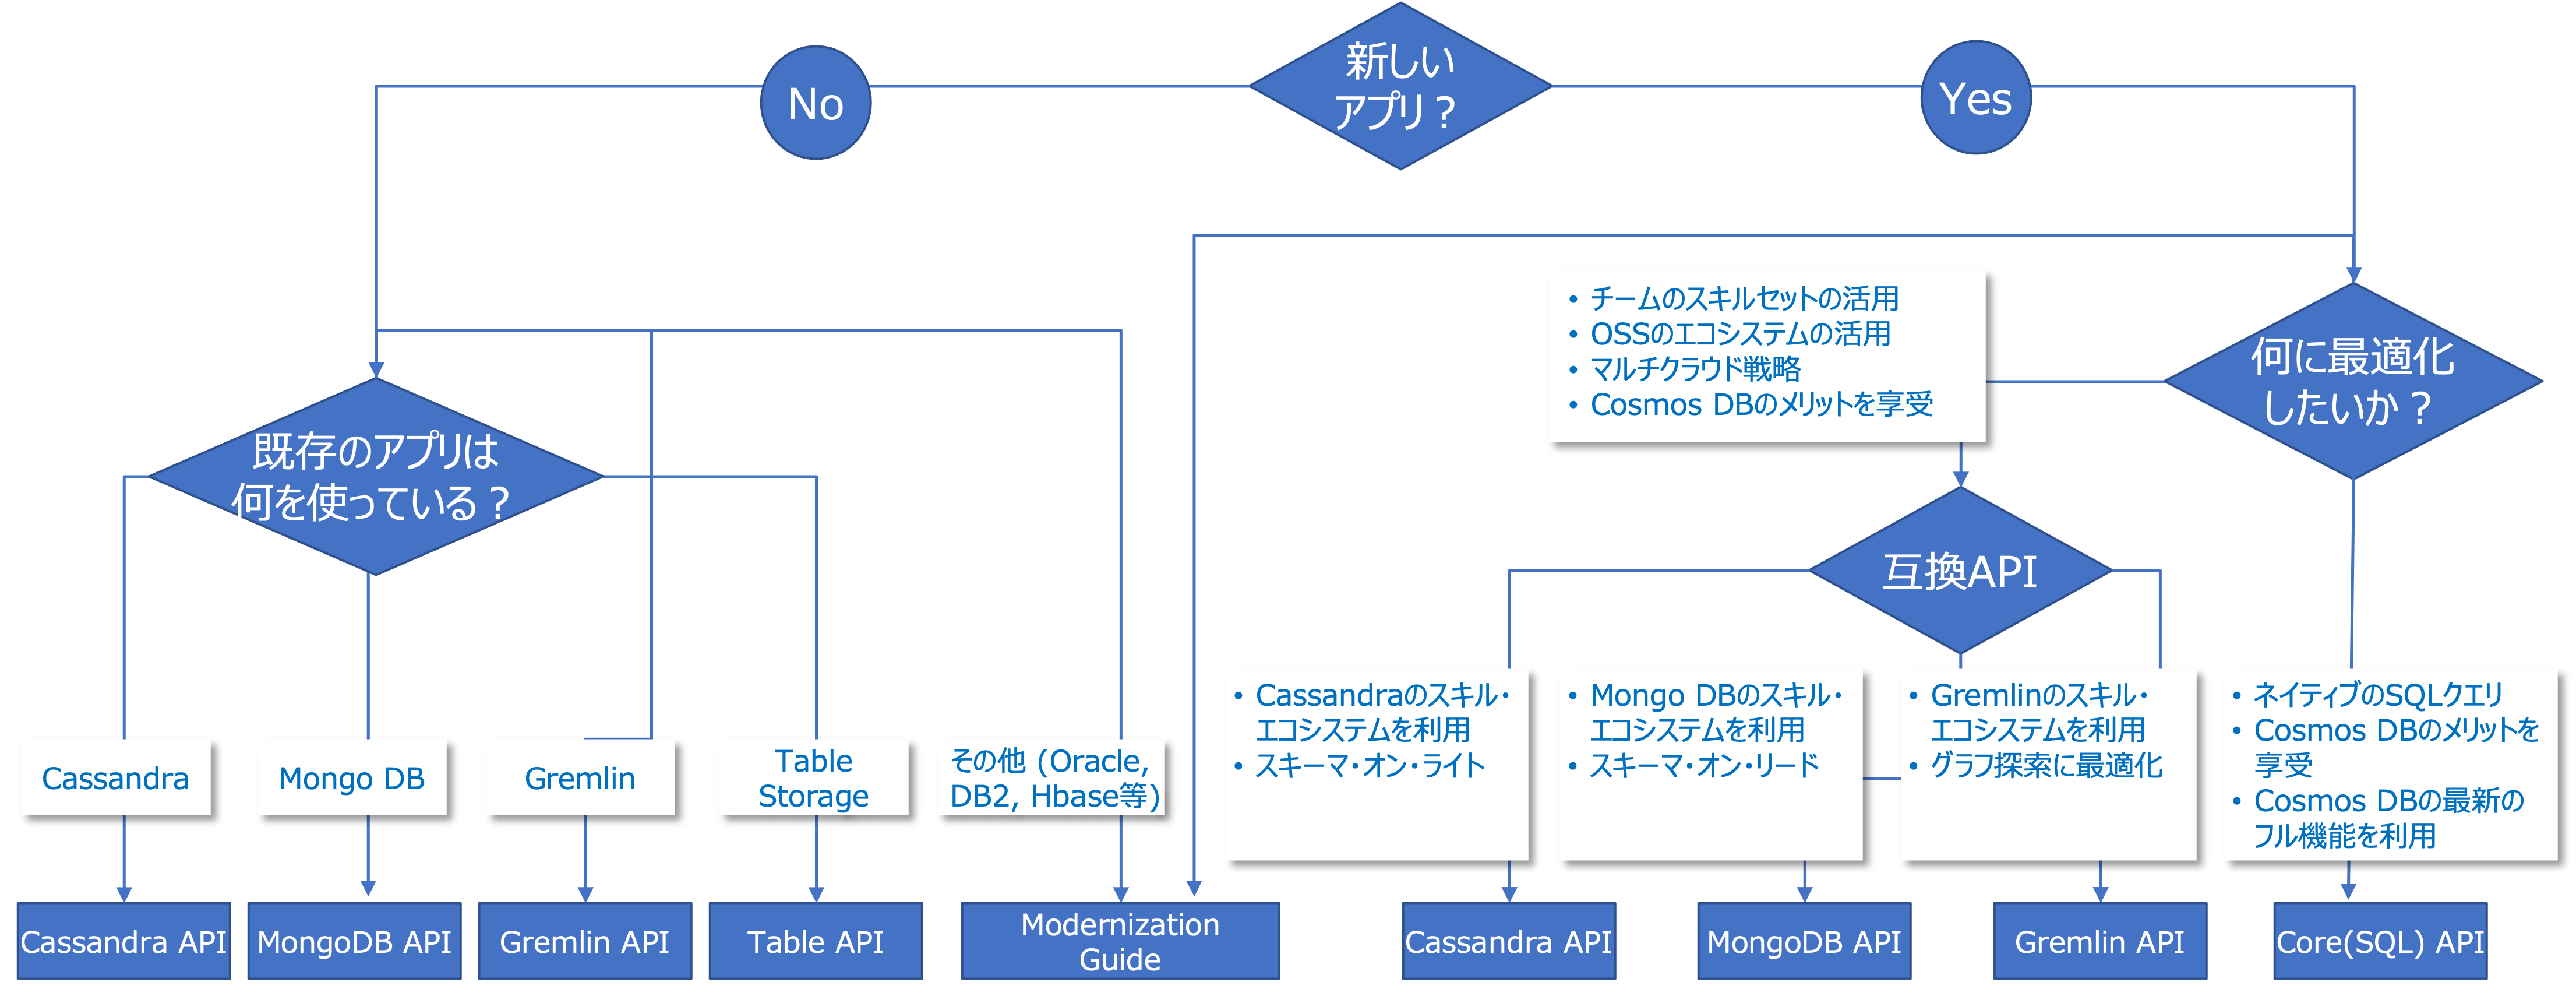 新しい
アプリ？
No
Yes
• チームのスキルセットの活用
• OSSのエコシステムの活用
• マルチクラウド戦略
• Cosmos DBのメリットを享受
何に最適化
したいか？
既存のアプリは
何を使っている？
互換API
Cassandra
Mongo DB
Gremlin
Table
Storage
その他 (Oracle,
DB2, Hbase等)
• Cassandraのスキル・
エコシステムを利用
• スキーマ・オン・ライト
• Mongo DBのスキル・
エコシステムを利用
• スキーマ・オン・リード
• Gremlinのスキル・
エコシステムを利用
• グラフ探索に最適化
• ネイティブのSQLクエリ
• Cosmos DBのメリットを
享受
• Cosmos DBの最新の
フル機能を利用
Cassandra API
MongoDB API
Gremlin API
Table API
Modernization
Guide
Cassandra API
MongoDB API
Gremlin API
Core(SQL) API